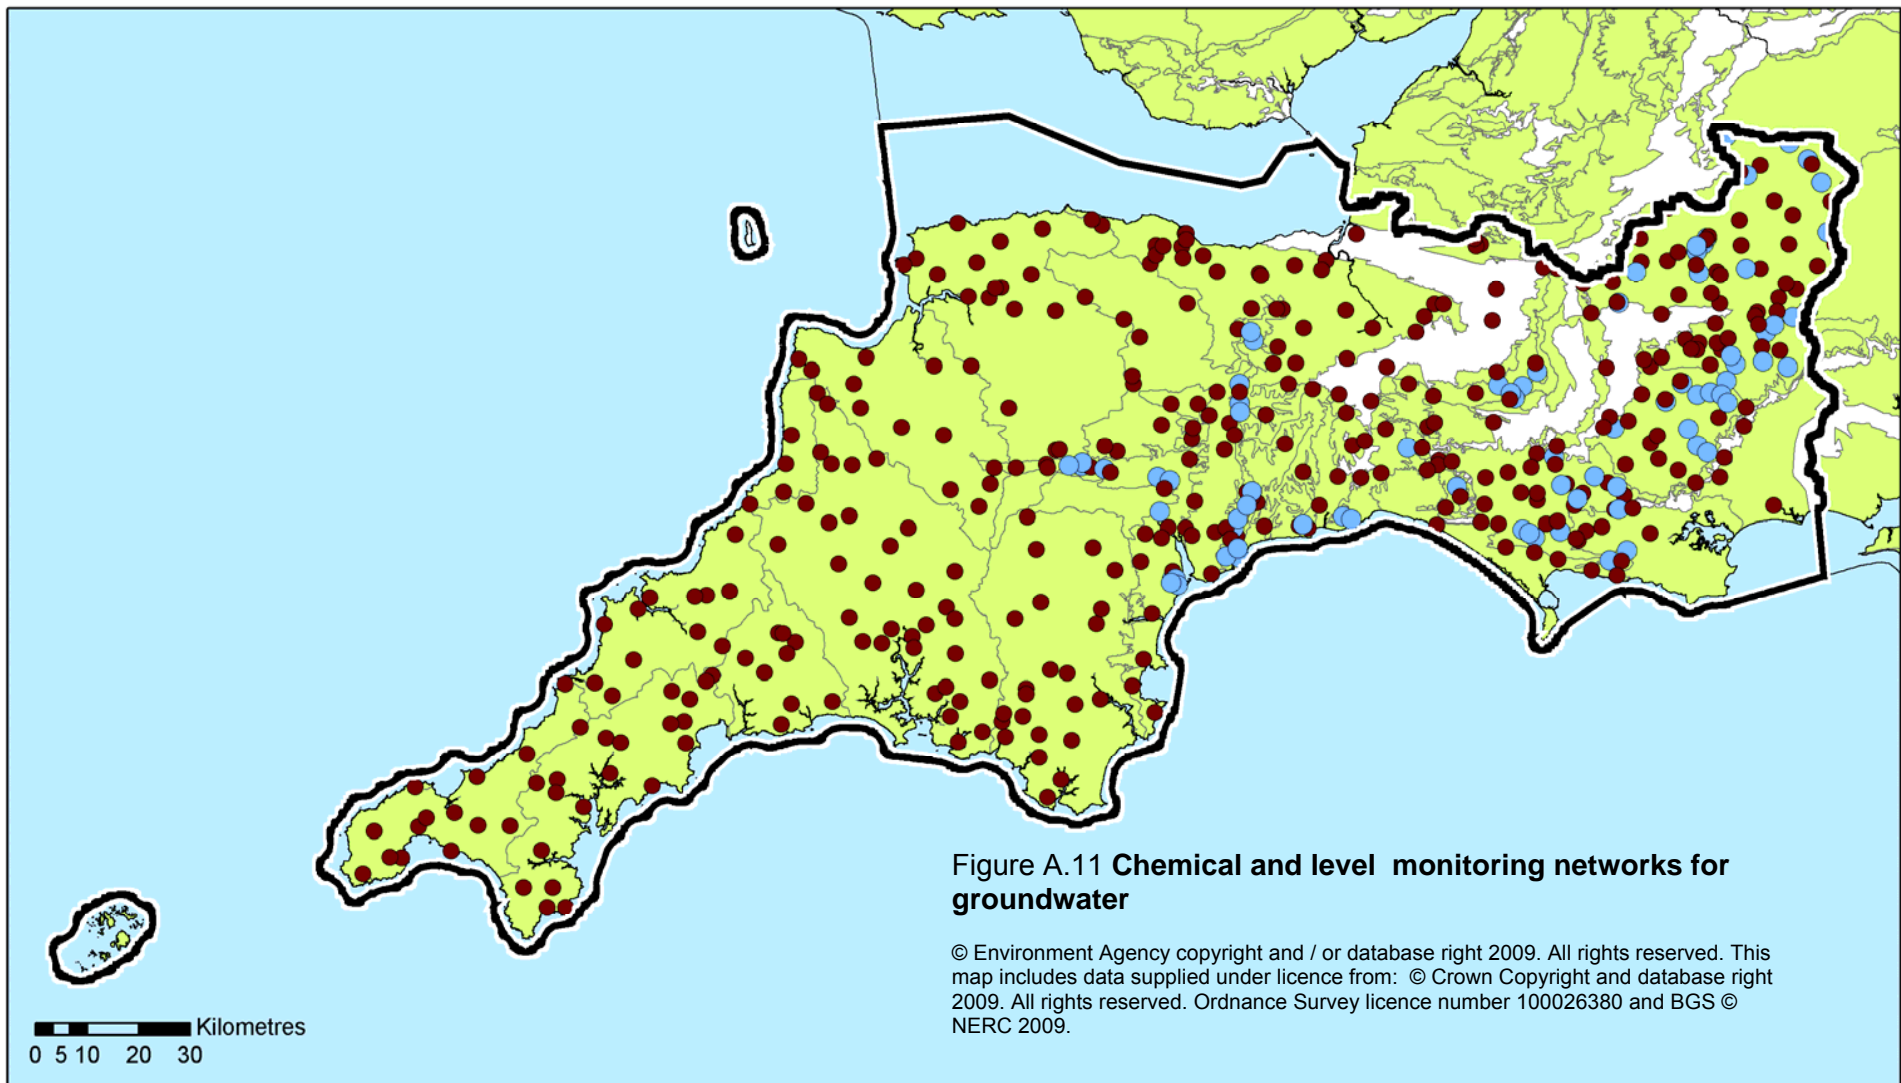 Figure A.11 Chemical and level monitoring networks for
groundwater
© Environment Agency copyright and / or database right 2009. All rights reserved. This
map includes data supplied under licence from: © Crown Copyright and database right
2009. All rights reserved. Ordnance Survey licence number 100026380 and BGS ©
NERC 2009.
Kilometres
0 5 10 20 30